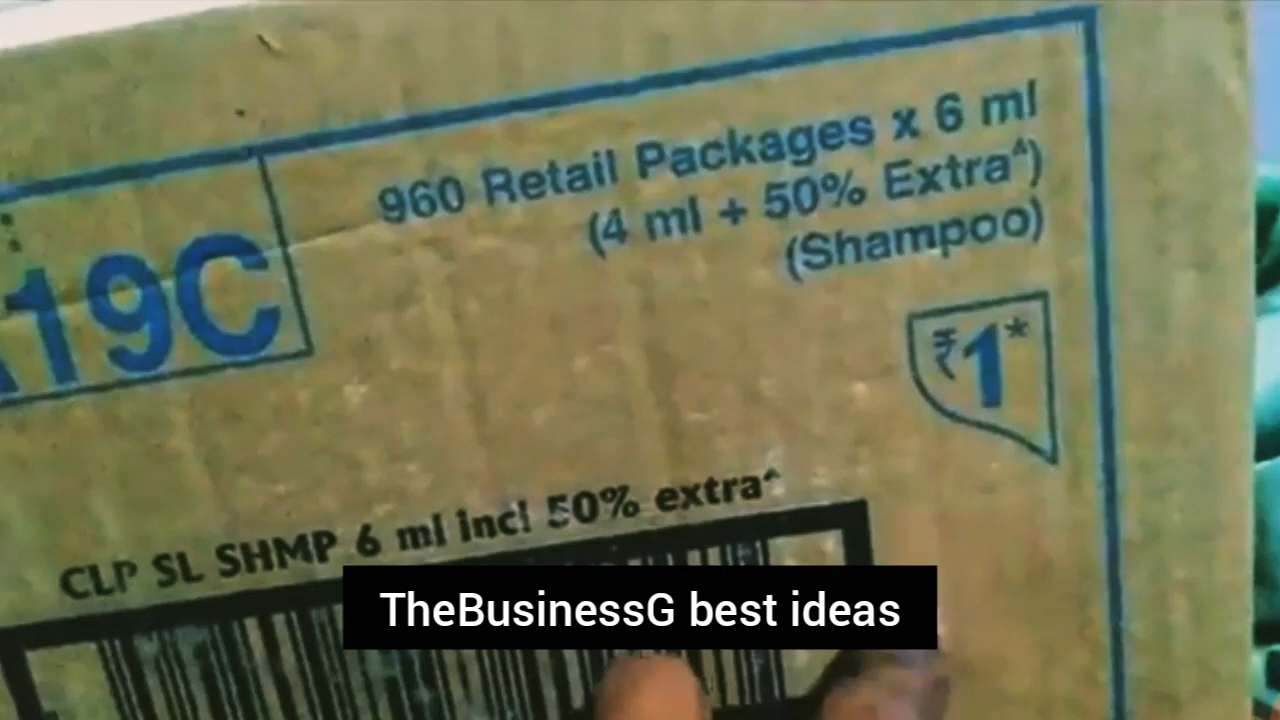 960 Retail Packages x 6 ml
(4 ml + 50% Extra^)
(Shampoo)
19C
₹1*
CLP SL SHMP 6 ml incl 50% extra^
TheBusinessG best ideas